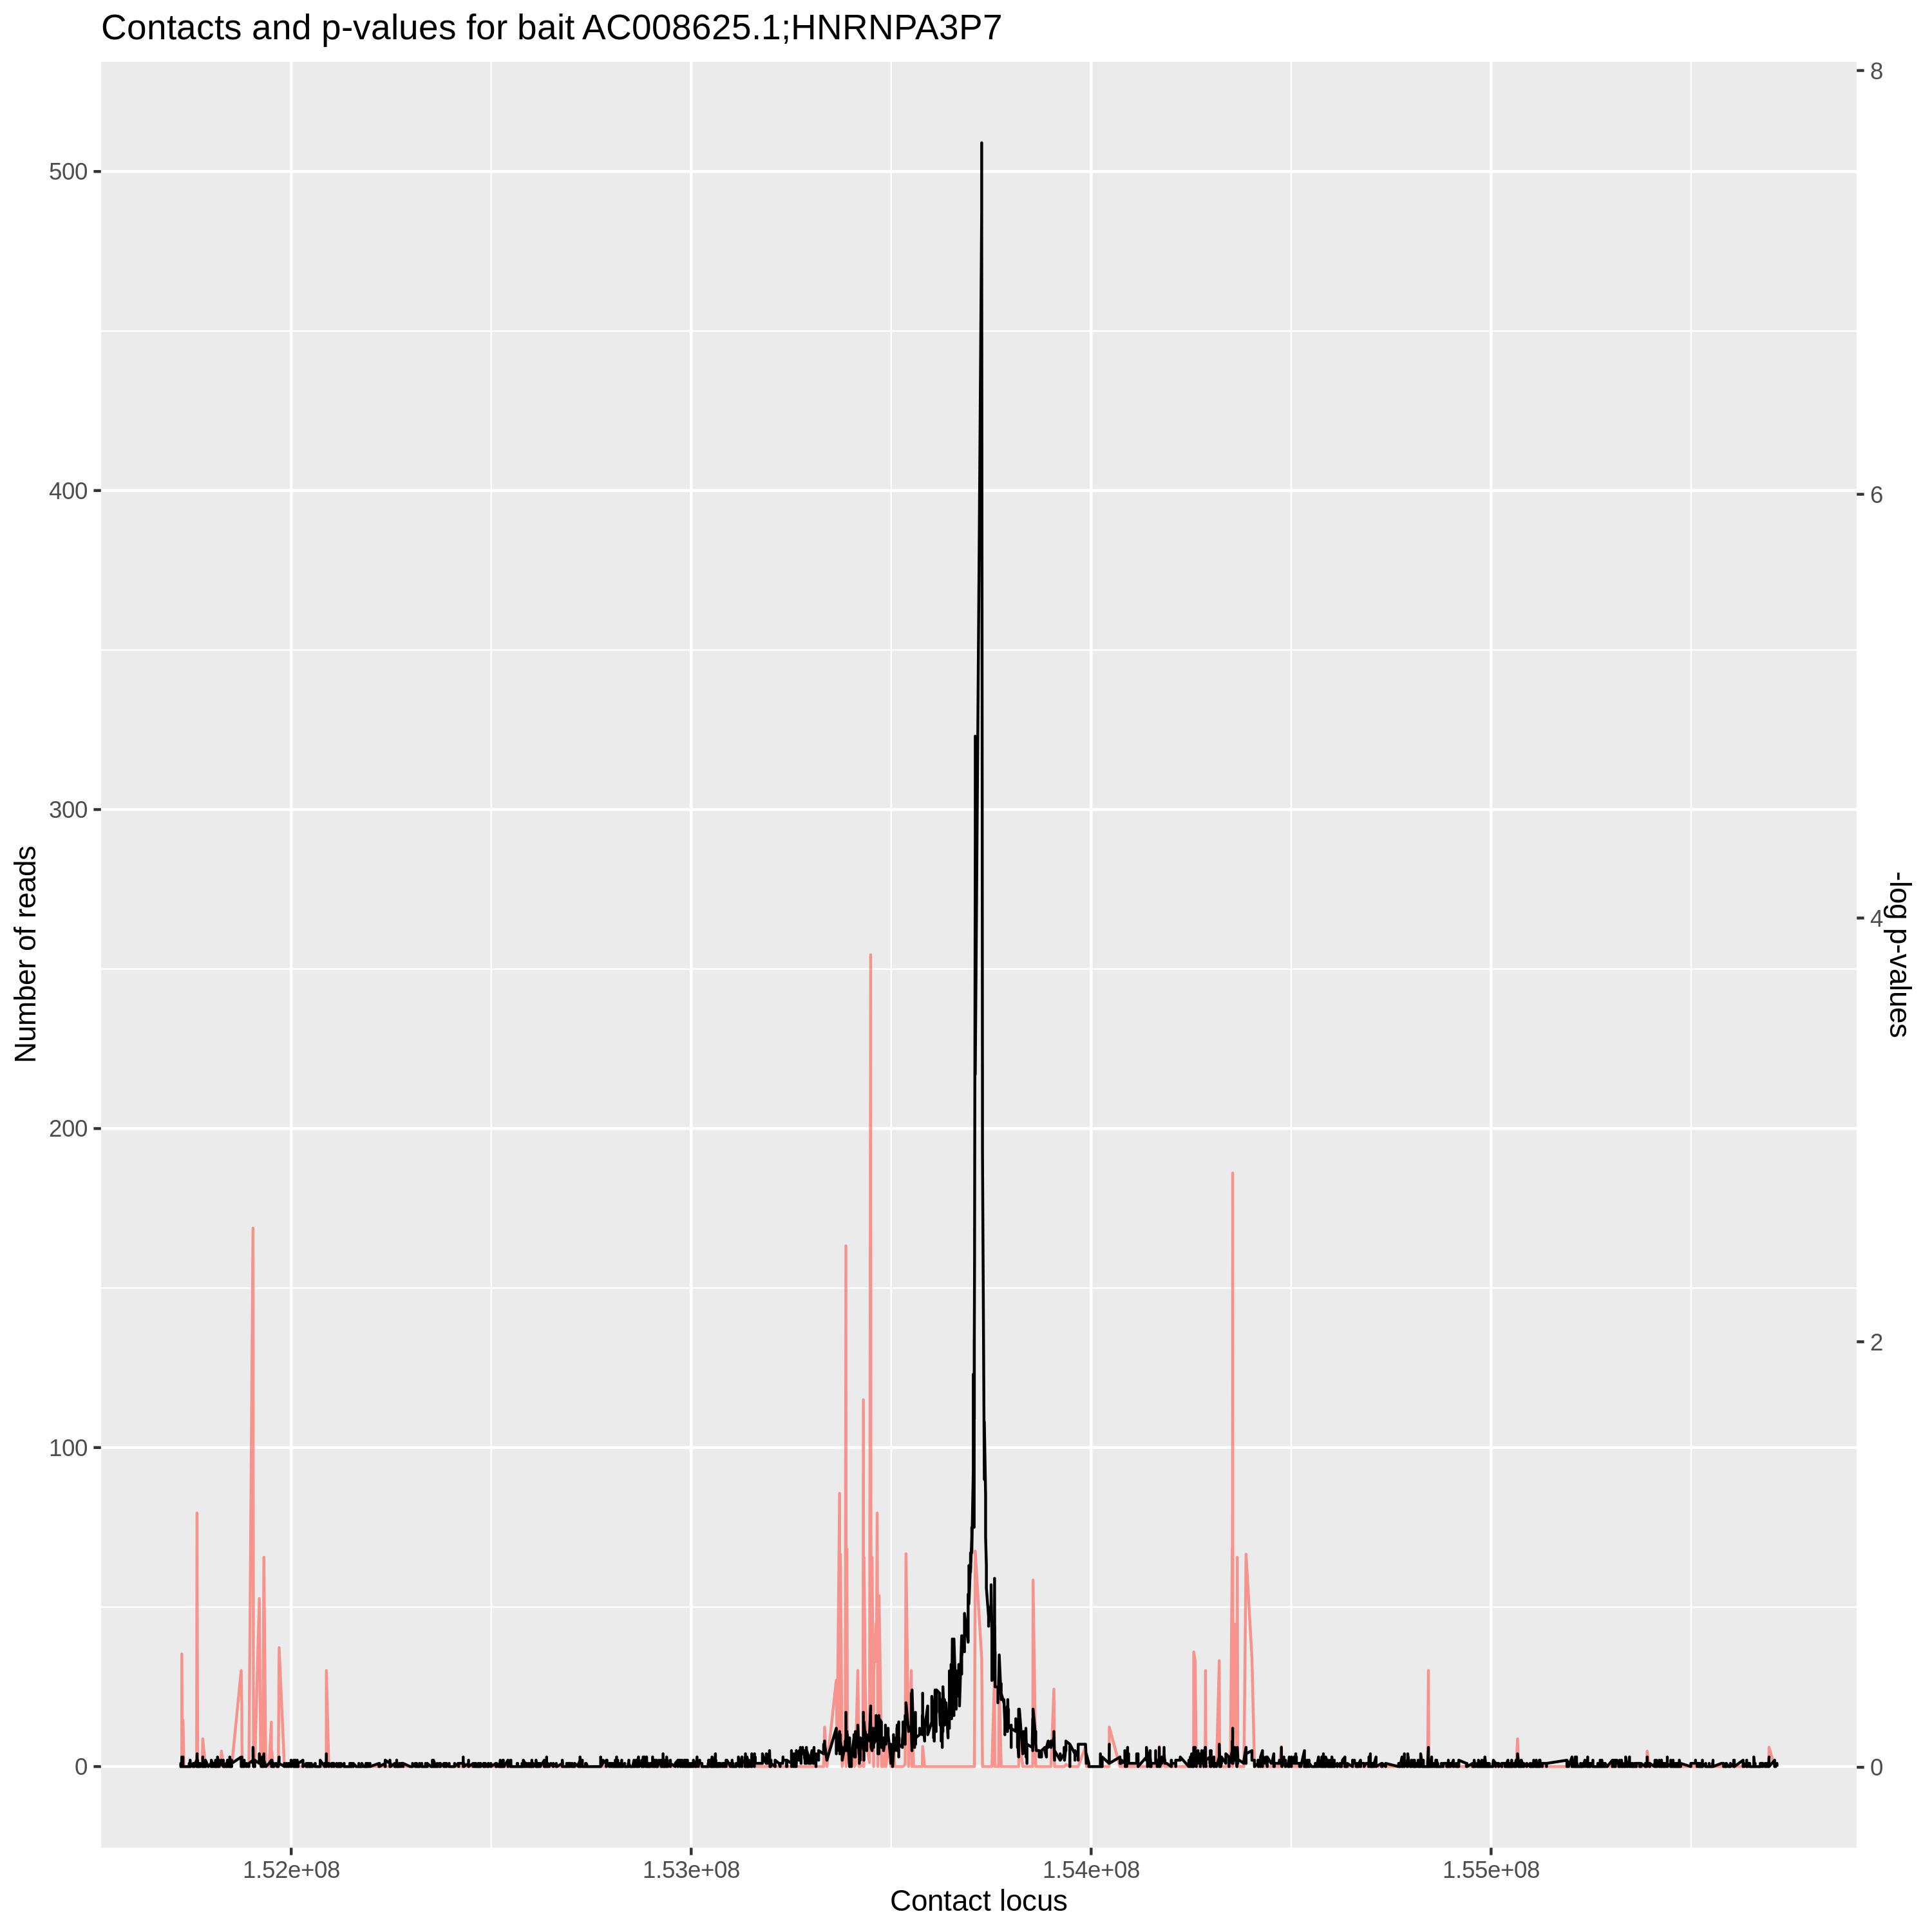 Contacts and p-values for bait AC008625.1;HNRNPA3P7
8
500
400
6
300
4
200
2
100
0
0
Number of reads
-log p-values
1.52e+08
1.53e+08
1.54e+08
1.55e+08
Contact locus